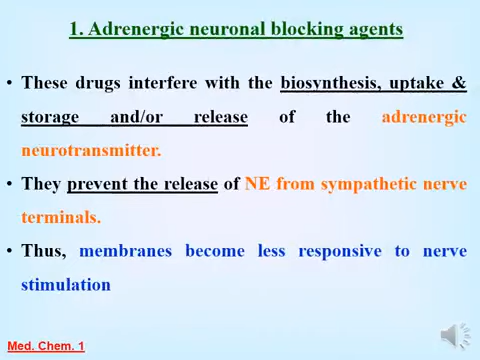 1. Adrenergic neuronal blocking agents
• These drugs interfere with the biosynthesis, uptake &
storage and/or release of the adrenergic
neurotransmitter.
• They prevent the release of NE from sympathetic nerve
terminals.
• Thus, membranes become less responsive to nerve
stimulation
Med. Chem. 1